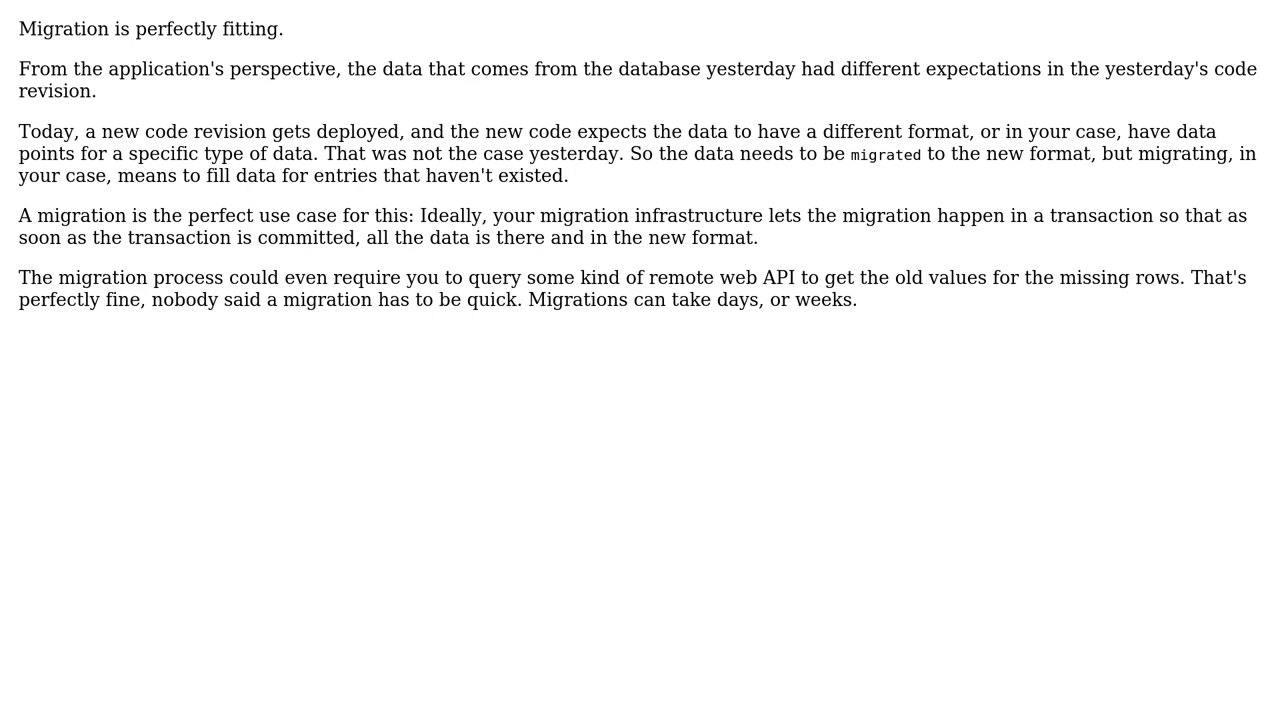 Migration is perfectly fitting.
From the application's perspective, the data that comes from the database yesterday had different expectations in the yesterday's code
revision.
Today, a new code revision gets deployed, and the new code expects the data to have a different format, or in your case, have data
points for a specific type of data. That was not the case yesterday. So the data needs to be migrated to the new format, but migrating, in
your case, means to fill data for entries that haven't existed.
A migration is the perfect use case for this: Ideally, your migration infrastructure lets the migration happen in a transaction so that as
soon as the transaction is committed, all the data is there and in the new format.
The migration process could even require you to query some kind of remote web API to get the old values for the missing rows. That's
perfectly fine, nobody said a migration has to be quick. Migrations can take days, or weeks.